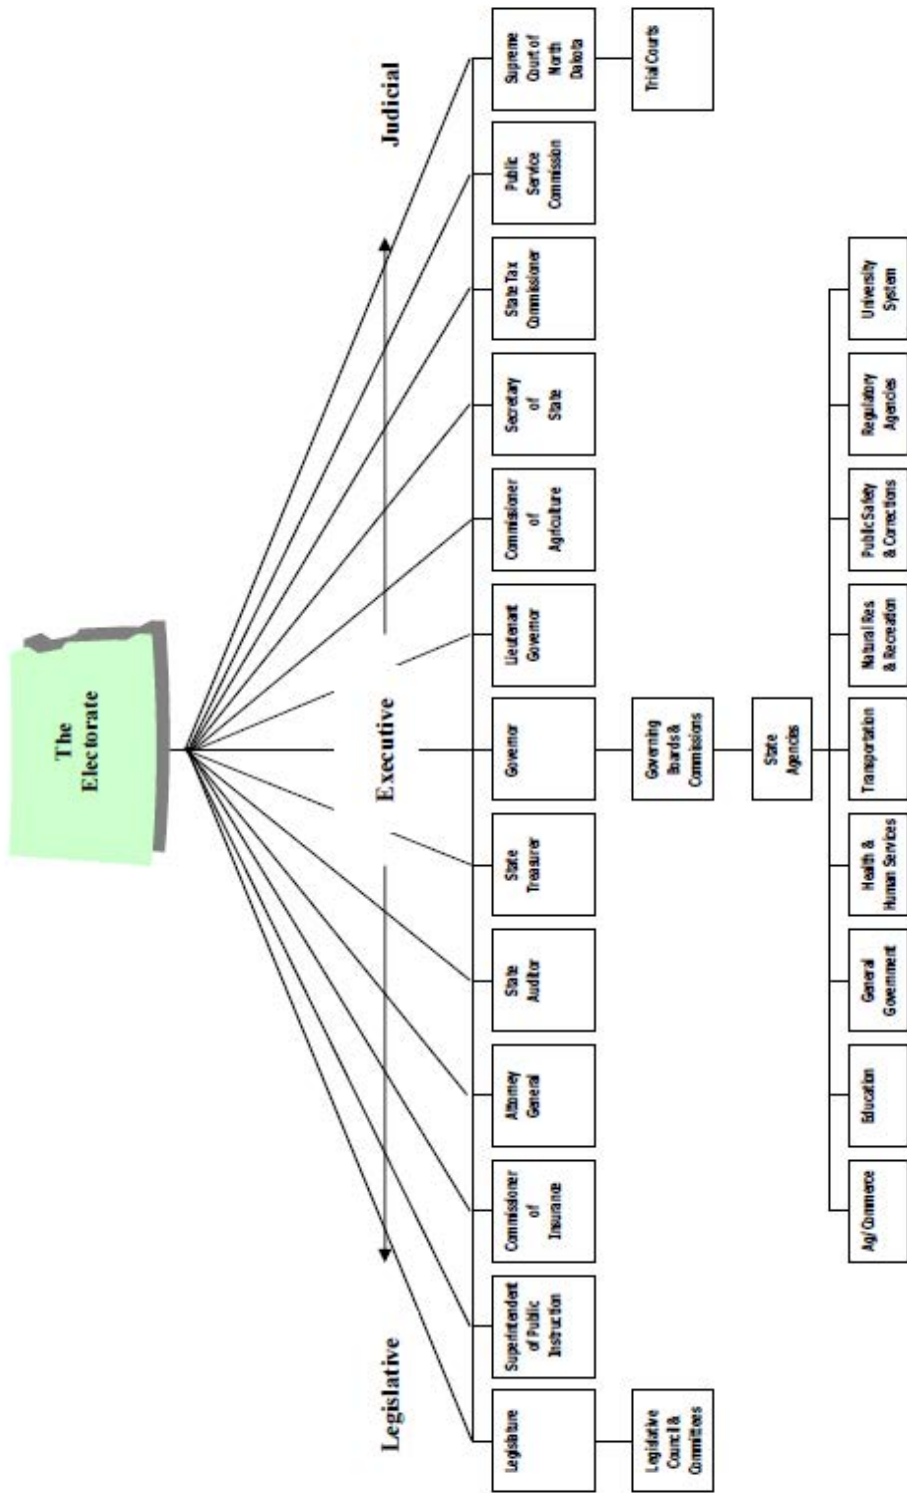 The
Electorate
Legislative
Executive
Judicial
Legislature
Superintendent
of Public
Instruction
Commissioner
of
Insurance
Attorney
General
State
Auditor
State
Treasurer
Governor
Lieutenant
Governor
Commissioner
of
Agriculture
Secretary
of
State
State Tax
Commissioner
Public
Service
Commission
Supreme
Court of
North
Dakota
Legislative
Council &
Committees
Governing
Boards &
Commissions
Trial Courts
State
Agencies
Ag/Commerce
Education
General
Government
Health &
Human Services
Transportation
Natural Res.
& Recreation
Public Safety
& Corrections
Regulatory
Agencies
University
System